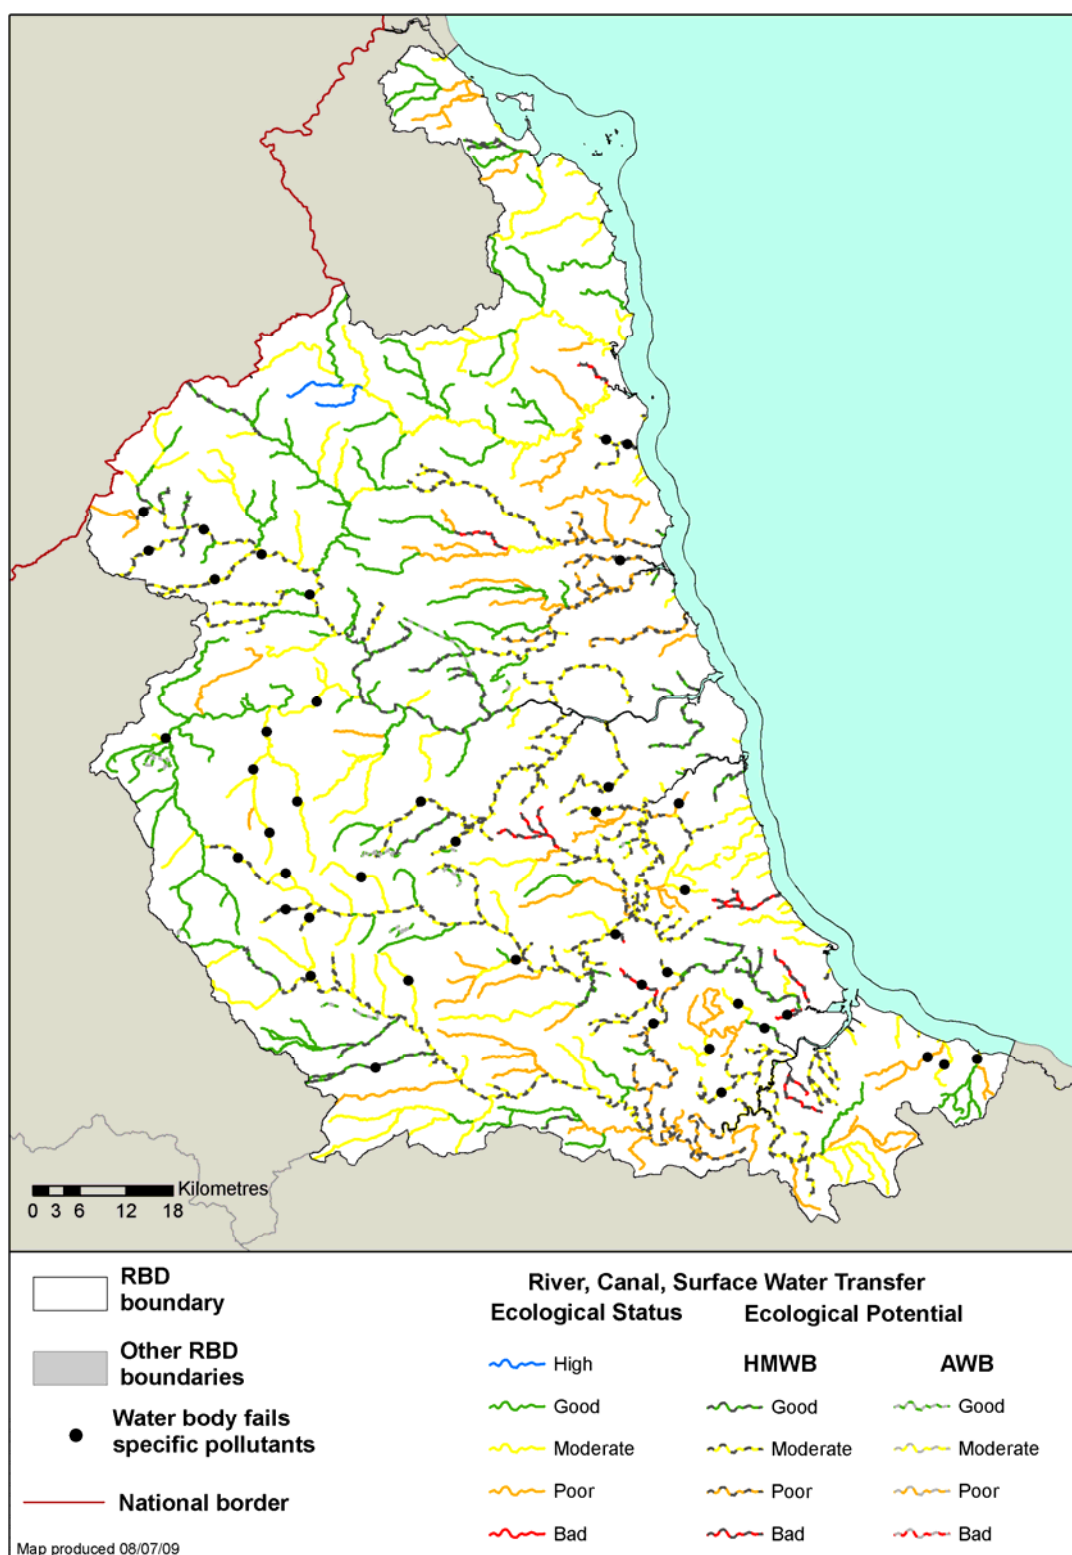 Kilometres
0 3 6 12 18
RBD
boundary
Other RBD
boundaries
Water body fails
specific pollutants
National border
Map produced 08/07/09
River, Canal, Surface Water Transfer
Ecological Status Ecological Potential
HMWB AWB
High
Good Good Good
Moderate Moderate Moderate
Poor Poor Poor
Bad Bad Bad